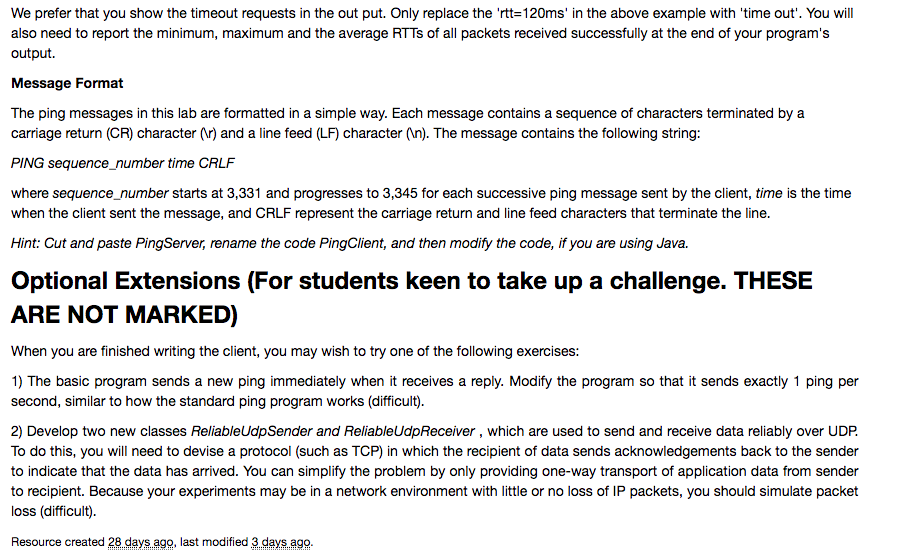 We prefer that you show the timeout requests in the out put. Only replace the 'rtt=120ms' in the above example with 'time out'. You will
also need to report the minimum, maximum and the average RTTs of all packets received successfully at the end of your program's
output.
Message Format
The ping messages in this lab are formatted in a simple way. Each message contains a sequence of characters terminated by a
carriage return (CR) character (\r) and a line feed (LF) character (\n). The message contains the following string:
PING sequence_number time CRLF
where sequence_number starts at 3,331 and progresses to 3,345 for each successive ping message sent by the client, time is the time
when the client sent the message, and CRLF represent the carriage return and line feed characters that terminate the line.
Hint: Cut and paste PingServer, rename the code PingClient, and then modify the code, if you are using Java.
Optional Extensions (For students keen to take up a challenge. THESE
ARE NOT MARKED)
When you are finished writing the client, you may wish to try one of the following exercises:
1) The basic program sends a new ping immediately when it receives a reply. Modify the program so that it sends exactly 1 ping per
second, similar to how the standard ping program works (difficult).
2) Develop two new classes ReliableUdpSender and ReliableUdpReceiver , which are used to send and receive data reliably over UDP.
To do this, you will need to devise a protocol (such as TCP) in which the recipient of data sends acknowledgements back to the sender
to indicate that the data has arrived. You can simplify the problem by only providing one-way transport of application data from sender
to recipient. Because your experiments may be in a network environment with little or no loss of IP packets, you should simulate packet
loss (difficult).
Resource created 28 days ago, last modified 3 days ago.